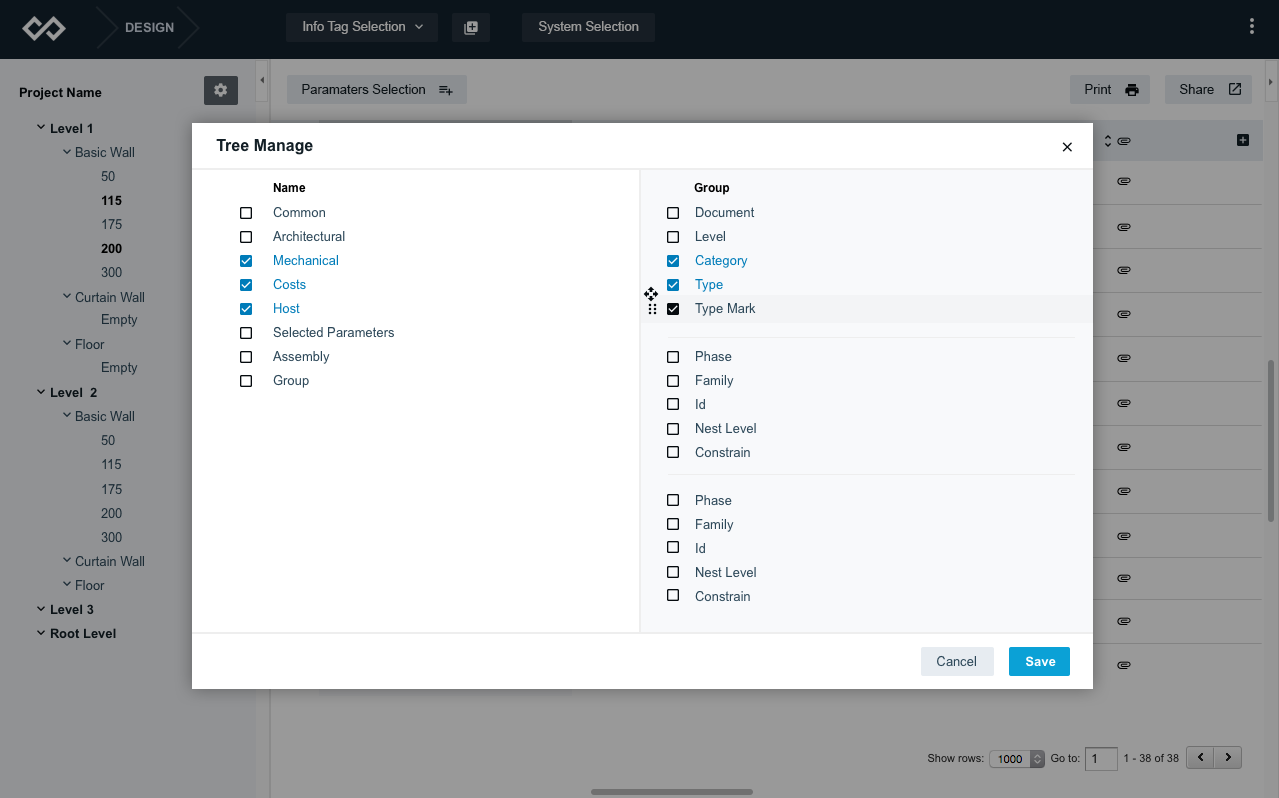 DESIGN
Info Tag Selection
System Selection
Project Name
Paramaters Selection
Print
Share
Level 1
Basic Wall
50
115
175
200
300
Curtain Wall
Empty
Floor
Empty
Level 2
Basic Wall
50
115
175
200
300
Curtain Wall
Floor
Level 3
Root Level
Tree Manage
Name
Common
Architectural
Mechanical
Costs
Host
Selected Parameters
Assembly
Group
Group
Document
Level
Category
Type
Type Mark
Phase
Family
Id
Nest Level
Constrain
Phase
Family
Id
Nest Level
Constrain
Cancel
Save
Show rows: 1000 Go to: 1 1 - 38 of 38